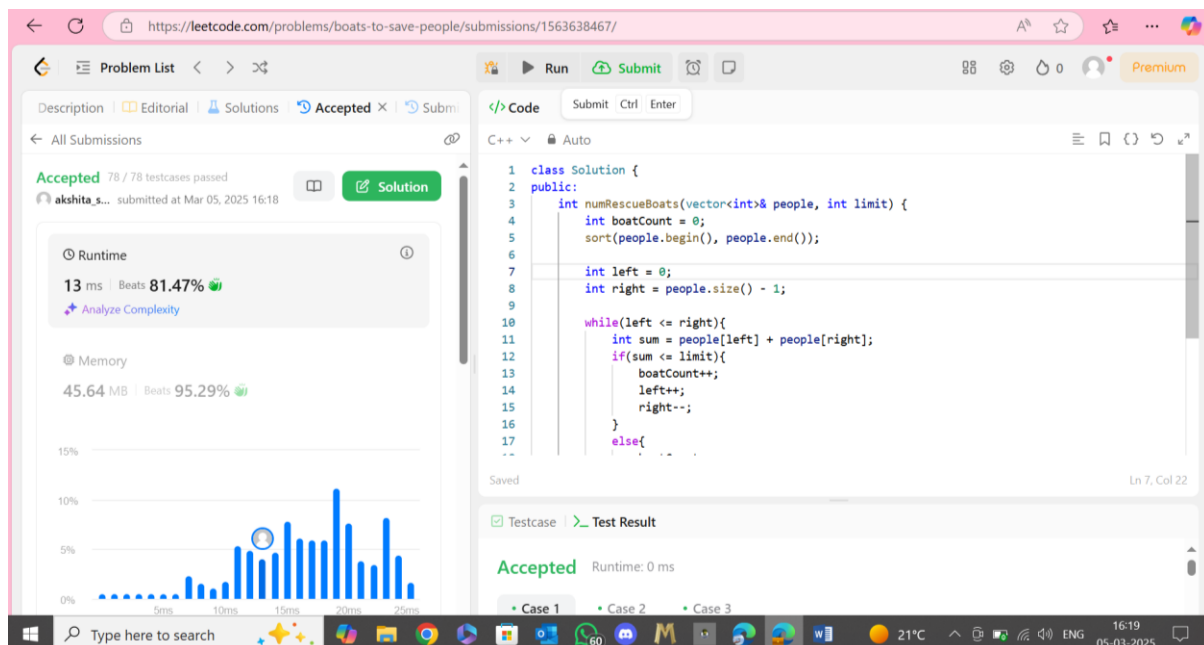 https://leetcode.com/problems/boats-to-save-people/submissions/1563638467/
Problem List
Run
Submit
0
Premium
Description
Editorial
Solutions
Accepted
Submi
</> Code
Submit Ctrl Enter
All Submissions
C++
Auto
Accepted 78 / 78 testcases passed
akshita_s... submitted at Mar 05, 2025 16:18
Solution
Runtime
13 ms Beats 81.47%
Analyze Complexity
Memory
45.64 MB Beats 95.29%
15%
10%
5%
0%
5ms 10ms 15ms 20ms 25ms
1 class Solution {
2 public:
3 int numRescueBoats(vector<int>& people, int limit) {
4 int boatCount = 0;
5 sort(people.begin(), people.end());
6
7 int left = 0;
8 int right = people.size() - 1;
9
10 while(left <= right){
11 int sum = people[left] + people[right];
12 if(sum <= limit){
13 boatCount++;
14 left++;
15 right--;
16 }
17 else{
Saved
Ln 7, Col 22
Testcase
Test Result
Accepted Runtime: 0 ms
• Case 1 • Case 2 • Case 3
Type here to search
60
21°C
ENG
16:19
05-03-2025